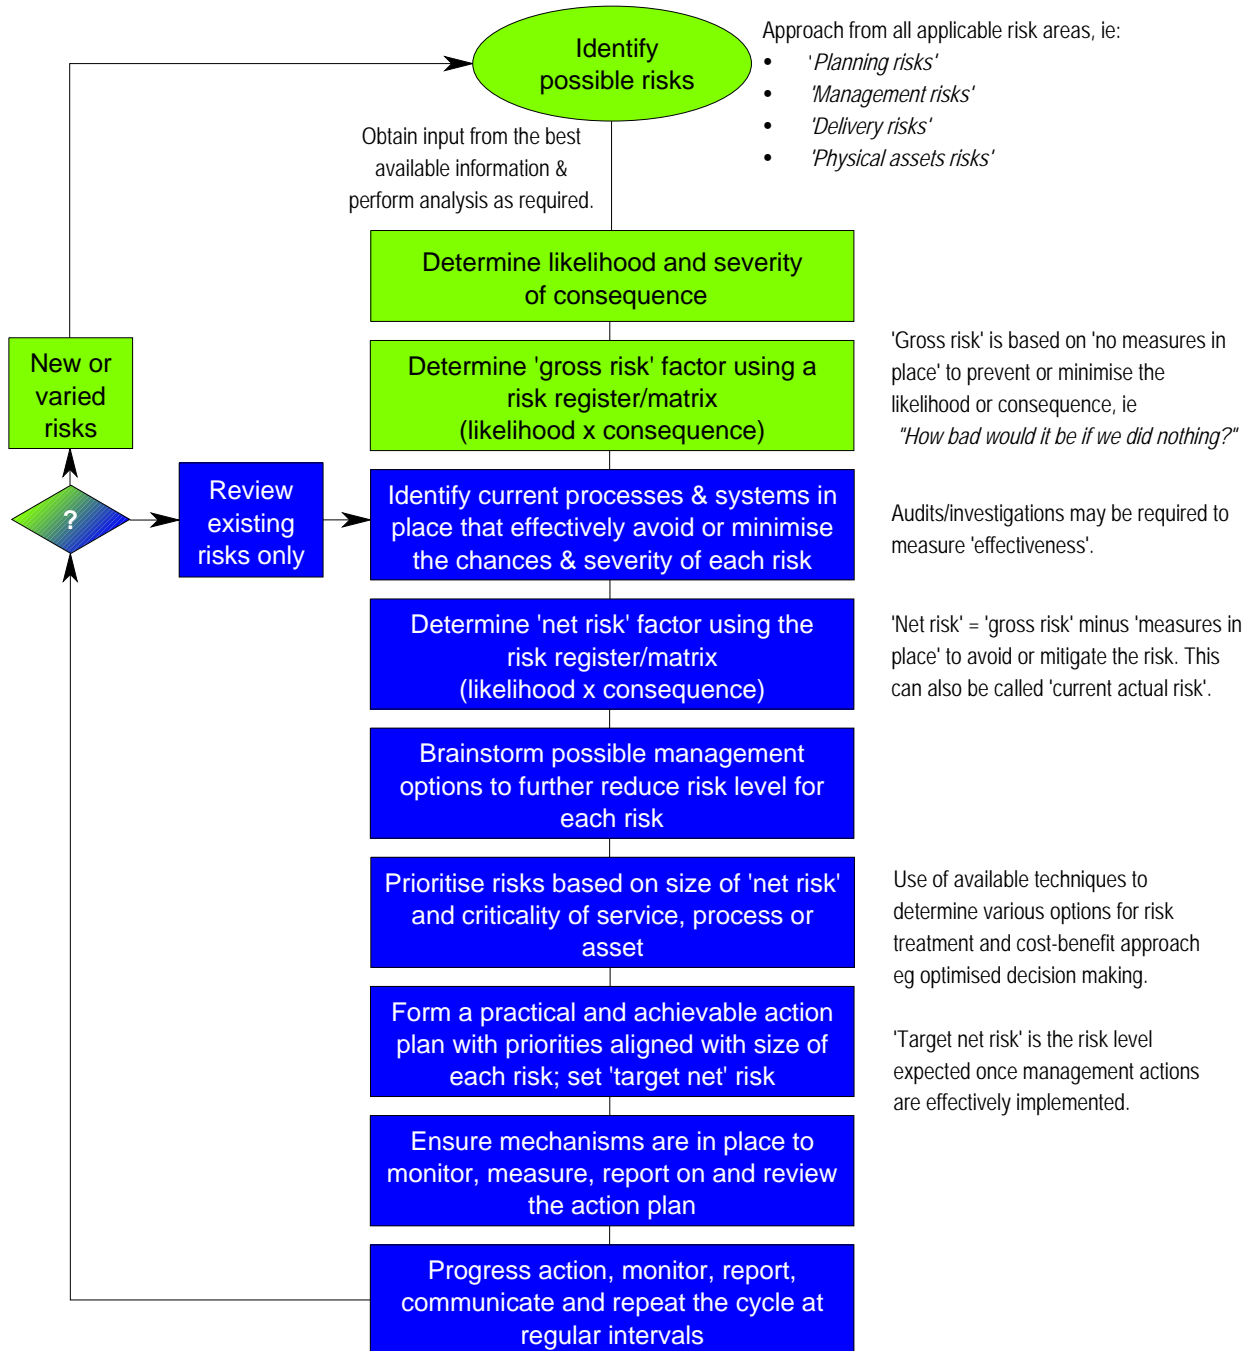 Identify
possible risks
Approach from all applicable risk areas, ie:
• 'Planning risks'
• 'Management risks'
• 'Delivery risks'
• 'Physical assets risks'
Obtain input from the best
available information &
perform analysis as required.
Determine likelihood and severity
of consequence
New or
varied
risks
Determine 'gross risk' factor using a
risk register/matrix
(likelihood x consequence)
'Gross risk' is based on 'no measures in
place' to prevent or minimise the
likelihood or consequence, ie
"How bad would it be if we did nothing?"
?
Review
existing
risks only
Identify current processes & systems in
place that effectively avoid or minimise
the chances & severity of each risk
Audits/investigations may be required to
measure 'effectiveness'.
Determine 'net risk' factor using the
risk register/matrix
(likelihood x consequence)
'Net risk' = 'gross risk' minus 'measures in
place' to avoid or mitigate the risk. This
can also be called 'current actual risk'.
Brainstorm possible management
options to further reduce risk level for
each risk
Prioritise risks based on size of 'net risk'
and criticality of service, process or
asset
Use of available techniques to
determine various options for risk
treatment and cost-benefit approach
eg optimised decision making.
Form a practical and achievable action
plan with priorities aligned with size of
each risk; set 'target net' risk
'Target net risk' is the risk level
expected once management actions
are effectively implemented.
Ensure mechanisms are in place to
monitor, measure, report on and review
the action plan
Progress action, monitor, report,
communicate and repeat the cycle at
regular intervals